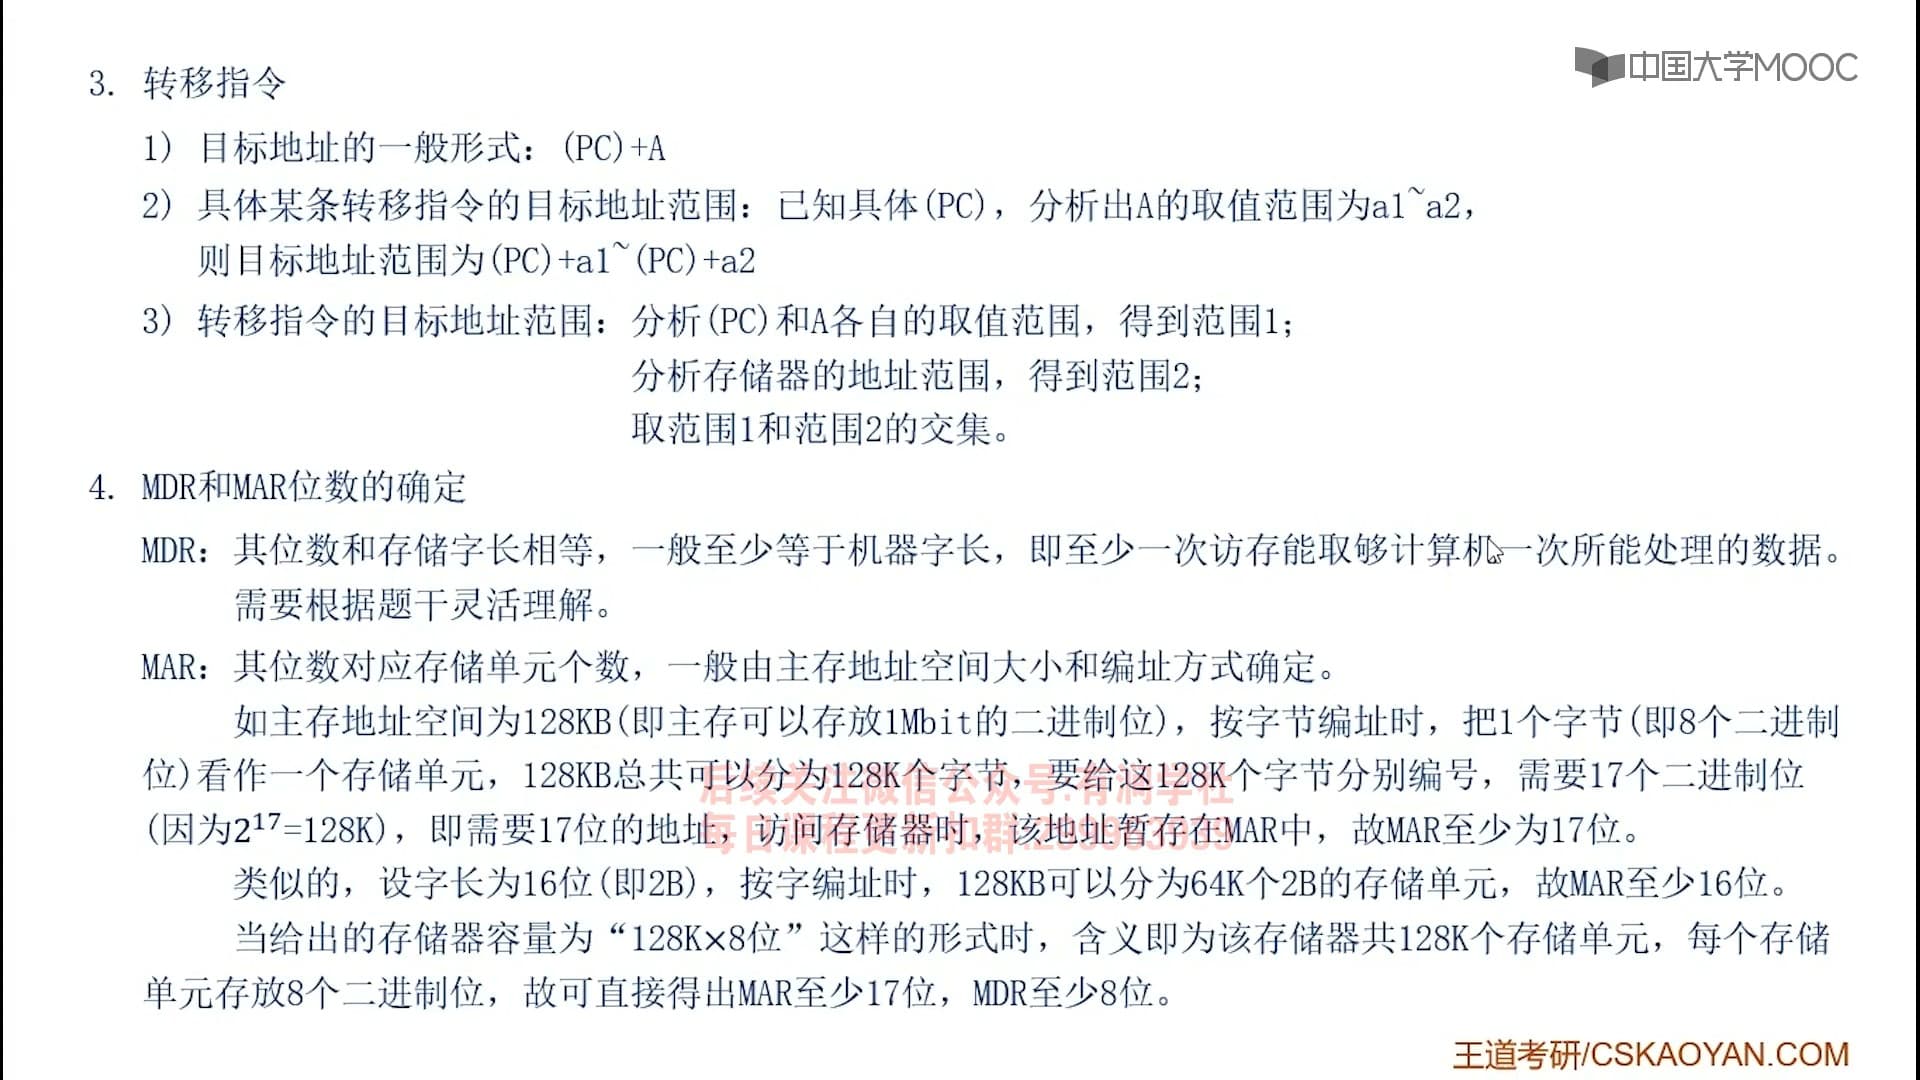 中国大学MOOC
3. 转移指令
1) 目标地址的一般形式：(PC)+A
2) 具体某条转移指令的目标地址范围：已知具体(PC)，分析出A的取值范围为a1~a2，
则目标地址范围为(PC)+a1~(PC)+a2
3) 转移指令的目标地址范围：分析(PC)和A各自的取值范围，得到范围1；
分析存储器的地址范围，得到范围2；
取范围1和范围2的交集。
4. MDR和MAR位数的确定
MDR：其位数和存储字长相等，一般至少等于机器字长，即至少一次访存能取够计算机一次所能处理的数据。
需要根据题干灵活理解。
MAR：其位数对应存储单元个数，一般由主存地址空间大小和编址方式确定。
如主存地址空间为128KB(即主存可以存放1Mbit的二进制位)，按字节编址时，把1个字节(即8个二进制
位)看作一个存储单元，128KB总共可以分为128K个字节，要给这128K个字节分别编号，需要17个二进制位
(因为2¹⁷=128K)，即需要17位的地址，访问存储器时，该地址暂存在MAR中，故MAR至少为17位。
类似的，设字长为16位(即2B)，按字编址时，128KB可以分为64K个2B的存储单元，故MAR至少16位。
当给出的存储器容量为“128K×8位”这样的形式时，含义即为该存储器共128K个存储单元，每个存储
单元存放8个二进制位，故可直接得出MAR至少17位，MDR至少8位。
后续关注微信公众号:有润学社
每日课程更新扣群:
王道考研/CSKAOYAN.COM